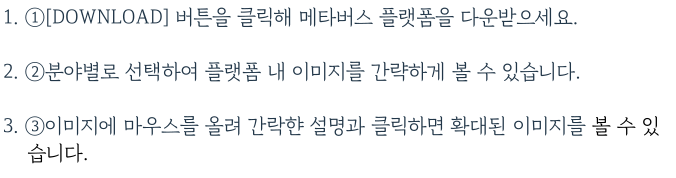 1. ①[DOWNLOAD] 버튼을 클릭해 메타버스 플랫폼을 다운받으세요.
2. ②분야별로 선택하여 플랫폼 내 이미지를 간략하게 볼 수 있습니다.
3. ③이미지에 마우스를 올려 간락햔 설명과 클릭하면 확대된 이미지를 볼 수 있
습니다.